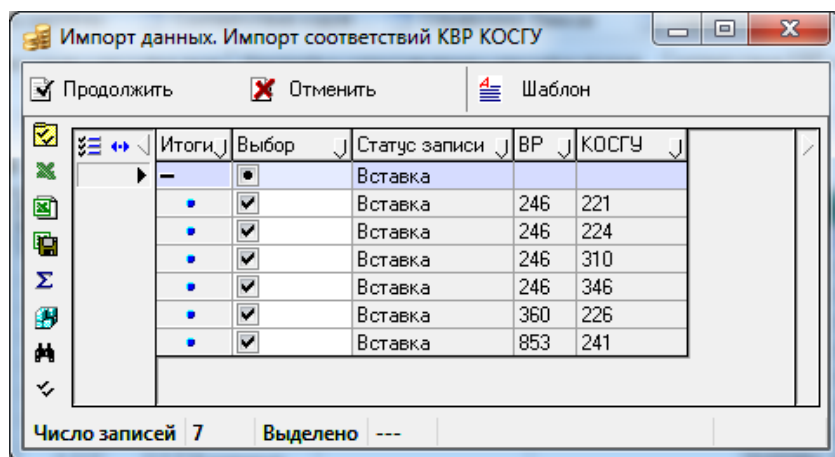 Импорт данных. Импорт соответствий КВР КОСГУ
Продолжить Отменить Шаблон
Итоги Выбор Статус записи ВР КОСГУ
Вставка
Вставка 246 221
Вставка 246 224
Вставка 246 310
Вставка 246 346
Вставка 360 226
Вставка 853 241
Число записей 7 Выделено ---